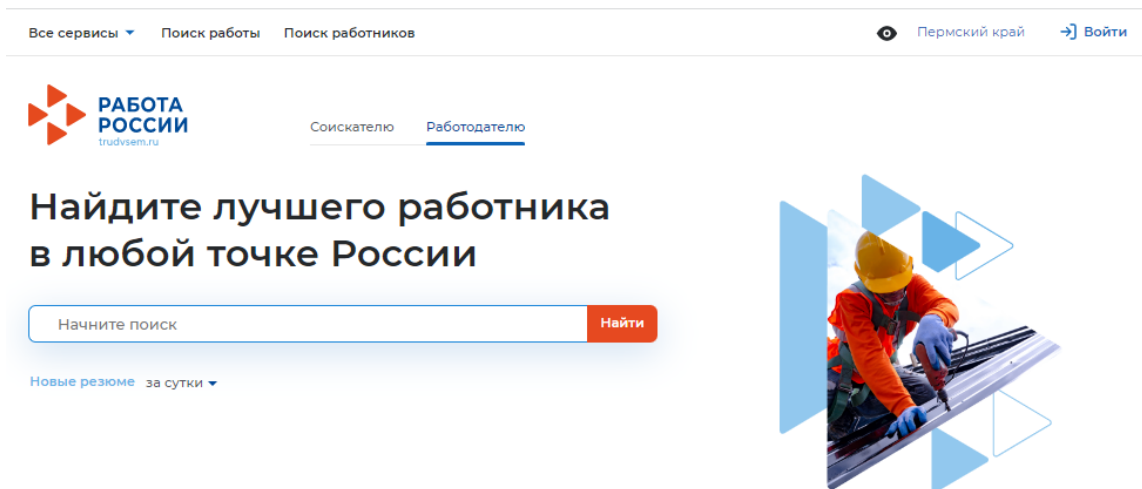 Все сервисы Поиск работы Поиск работников Пермский край Войти
РАБОТА
РОССИИ
trudvsem.ru
Соискателю Работодателю
Найдите лучшего работника
в любой точке России
Начните поиск Найти
Новые резюме за сутки